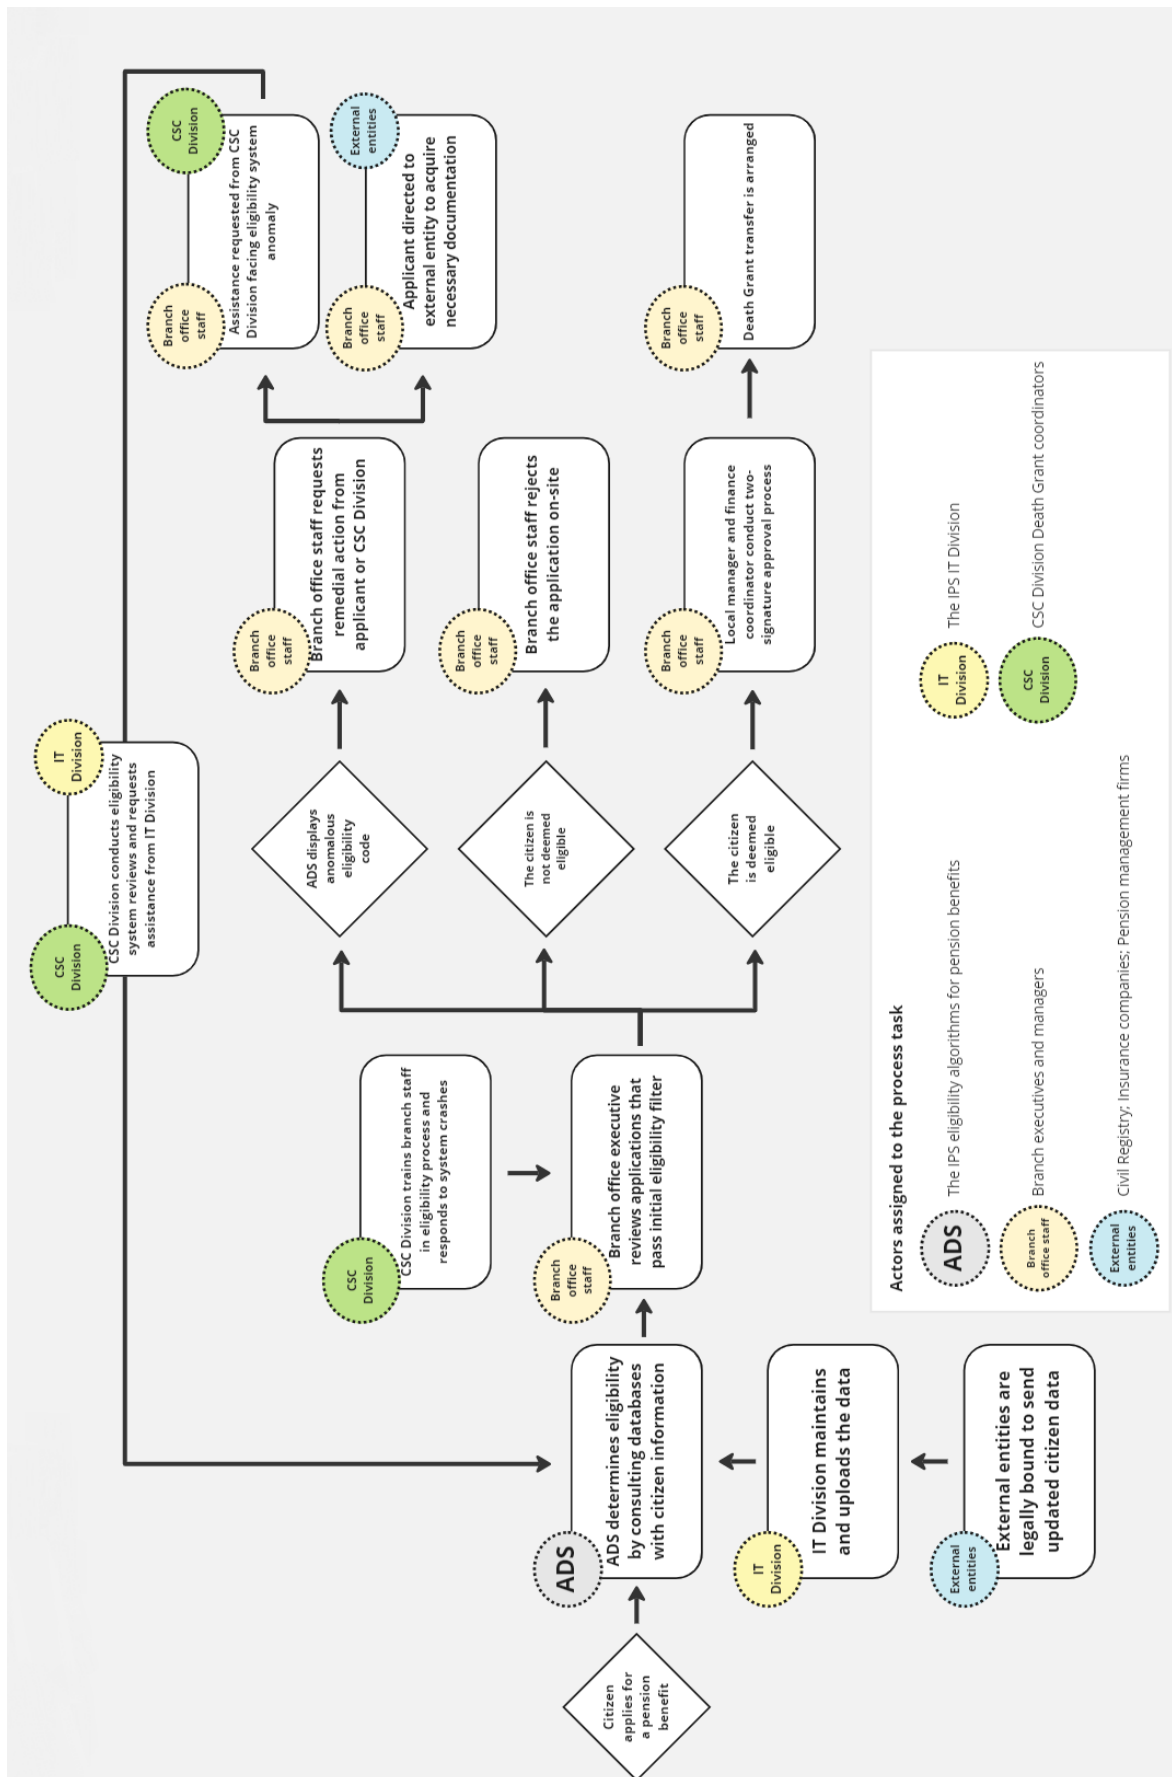 Citizen
applies for
a pension
benefit
ADS
ADS determines eligibility
by consulting databases
with citizen information
IT
Division
IT Division maintains
and uploads the data
External
entities
External entities are
legally bound to send
updated citizen data
CSC
Division
CSC Division trains branch staff
in eligibility process and
responds to system crashes
Branch
office
staff
Branch office executive
reviews applications that
pass initial eligibility filter
CSC
Division
IT
Division
CSC Division conducts eligibility
system reviews and requests
assistance from IT Division
ADS displays
anomalous
eligibility
code
The citizen is
not deemed
eligible
The citizen
is deemed
eligible
Branch
office
staff
Branch office staff requests
remedial action from
applicant or CSC Division
Branch
office
staff
Branch office staff rejects
the application on-site
Branch
office
staff
Local manager and finance
coordinator conduct two-
signature approval process
Branch
office
staff
CSC
Division
Assistance requested from CSC
Division facing eligibility system
anomaly
Branch
office
staff
External
entities
Applicant directed to
external entity to acquire
necessary documentation
Branch
office
staff
Death Grant transfer is arranged
Actors assigned to the process task
ADS
The IPS eligibility algorithms for pension benefits
Branch
office staff
Branch executives and managers
External
entities
Civil Registry; Insurance companies; Pension management firms
IT
Division
The IPS IT Division
CSC
Division
CSC Division Death Grant coordinators